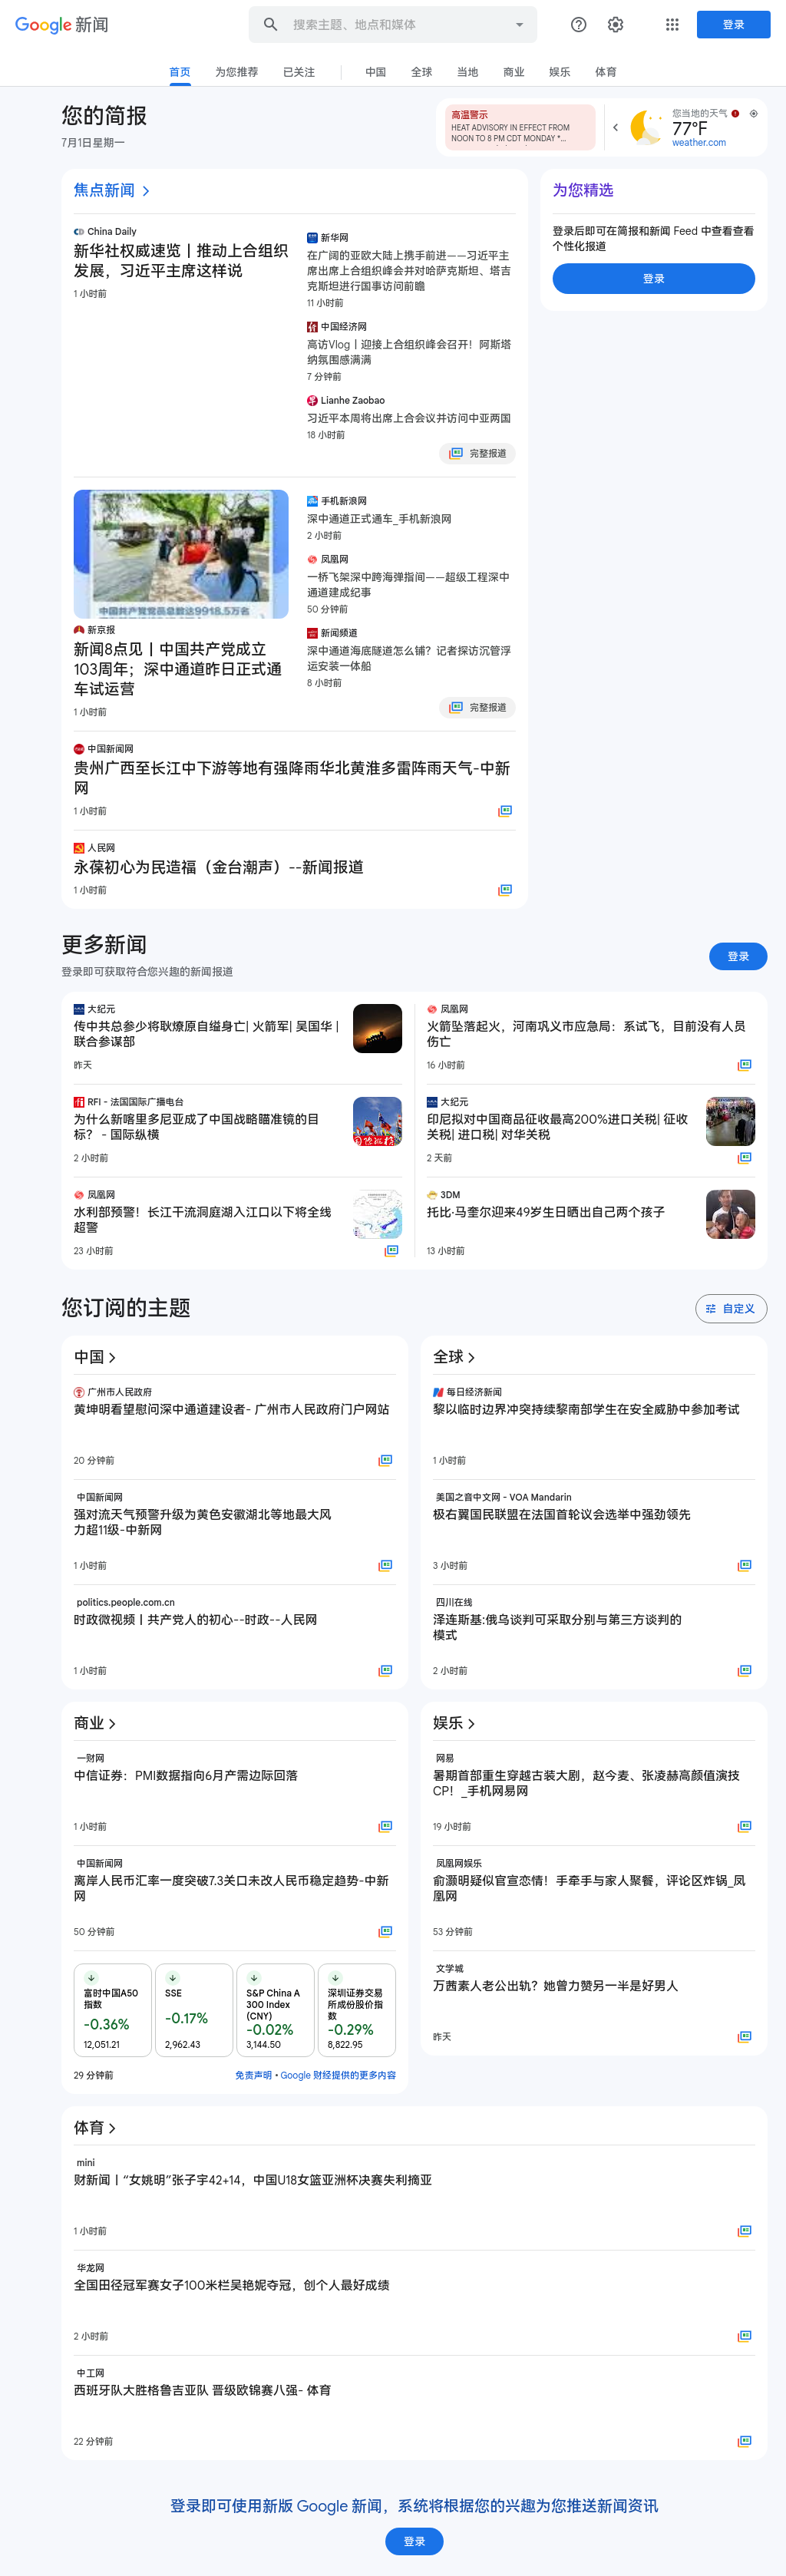 Google 新闻
搜索主题、地点和媒体
登录
首页
为您推荐
已关注
中国
全球
当地
商业
娱乐
体育
您的简报
7月1日星期一
高温警示
HEAT ADVISORY IN EFFECT FROM
NOON TO 8 PM CDT MONDAY *...
您当地的天气
77°F
weather.com
焦点新闻
China Daily
新华社权威速览丨推动上合组织
发展，习近平主席这样说
1 小时前
新华网
在广阔的亚欧大陆上携手前进——习近平主
席出席上合组织峰会并对哈萨克斯坦、塔吉
克斯坦进行国事访问前瞻
11 小时前
中国经济网
高访Vlog丨迎接上合组织峰会召开！阿斯塔
纳氛围感满满
7 分钟前
Lianhe Zaobao
习近平本周将出席上合会议并访问中亚两国
18 小时前
完整报道
为您精选
登录后即可在简报和新闻 Feed 中查看查看
个性化报道
登录
中国共产党党员总数达9918.5万名
新京报
新闻8点见丨中国共产党成立
103周年；深中通道昨日正式通
车试运营
1 小时前
手机新浪网
深中通道正式通车_手机新浪网
2 小时前
凤凰网
一桥飞架深中跨海弹指间——超级工程深中
通道建成纪事
50 分钟前
新闻频道
深中通道海底隧道怎么铺？记者探访沉管浮
运安装一体船
8 小时前
完整报道
中国新闻网
贵州广西至长江中下游等地有强降雨华北黄淮多雷阵雨天气-中新
网
1 小时前
人民网
永葆初心为民造福（金台潮声）--新闻报道
1 小时前
更多新闻
登录即可获取符合您兴趣的新闻报道
登录
大纪元
传中共总参少将耿燎原自缢身亡| 火箭军| 吴国华 |
联合参谋部
昨天
凤凰网
火箭坠落起火，河南巩义市应急局：系试飞，目前没有人员
伤亡
16 小时前
RFI - 法国国际广播电台
为什么新喀里多尼亚成了中国战略瞄准镜的目
标？ - 国际纵横
2 小时前
国际纵横
大纪元
印尼拟对中国商品征收最高200%进口关税| 征收
关税| 进口税| 对华关税
2 天前
凤凰网
水利部预警！长江干流洞庭湖入江口以下将全线
超警
23 小时前
3DM
托比·马奎尔迎来49岁生日晒出自己两个孩子
13 小时前
您订阅的主题
自定义
中国
广州市人民政府
黄坤明看望慰问深中通道建设者- 广州市人民政府门户网站
20 分钟前
中国新闻网
强对流天气预警升级为黄色安徽湖北等地最大风
力超11级-中新网
1 小时前
politics.people.com.cn
时政微视频丨共产党人的初心--时政--人民网
1 小时前
全球
每日经济新闻
黎以临时边界冲突持续黎南部学生在安全威胁中参加考试
1 小时前
美国之音中文网 - VOA Mandarin
极右翼国民联盟在法国首轮议会选举中强劲领先
3 小时前
四川在线
泽连斯基:俄乌谈判可采取分别与第三方谈判的
模式
2 小时前
商业
一财网
中信证券：PMI数据指向6月产需边际回落
1 小时前
中国新闻网
离岸人民币汇率一度突破7.3关口未改人民币稳定趋势-中新
网
50 分钟前
富时中国A50
指数
-0.36%
12,051.21
SSE
-0.17%
2,962.43
S&P China A
300 Index
(CNY)
-0.02%
3,144.50
深圳证券交易
所成份股价指
数
-0.29%
8,822.95
29 分钟前
免责声明 • Google 财经提供的更多内容
娱乐
网易
暑期首部重生穿越古装大剧，赵今麦、张凌赫高颜值演技
CP！_手机网易网
19 小时前
凤凰网娱乐
俞灏明疑似官宣恋情！手牵手与家人聚餐，评论区炸锅_凤
凰网
53 分钟前
文学城
万茜素人老公出轨？她曾力赞另一半是好男人
昨天
体育
mini
财新闻丨“女姚明”张子宇42+14，中国U18女篮亚洲杯决赛失利摘亚
1 小时前
华龙网
全国田径冠军赛女子100米栏吴艳妮夺冠，创个人最好成绩
2 小时前
中工网
西班牙队大胜格鲁吉亚队 晋级欧锦赛八强- 体育
22 分钟前
登录即可使用新版 Google 新闻，系统将根据您的兴趣为您推送新闻资讯
登录